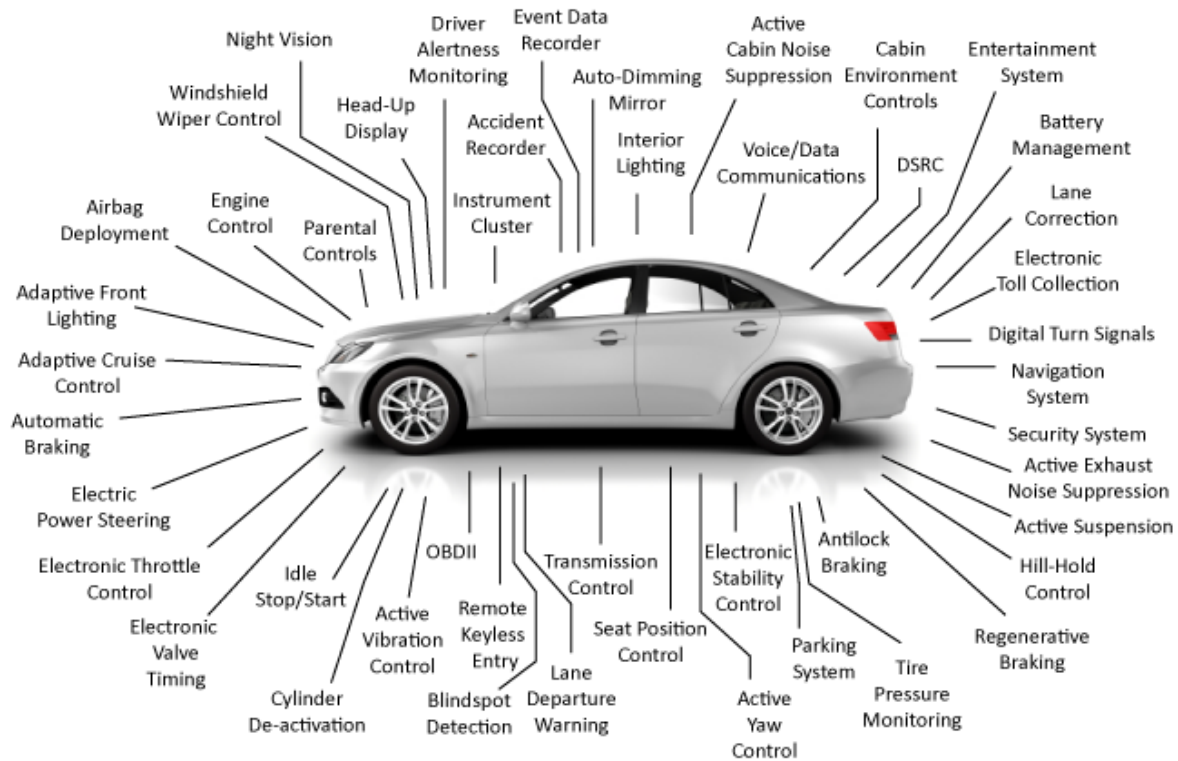 Night Vision
Driver
Alertness
Monitoring
Event Data
Recorder
Active
Cabin Noise
Suppression
Cabin
Environment
Controls
Entertainment
System
Windshield
Wiper Control
Head-Up
Display
Accident
Recorder
Auto-Dimming
Mirror
Interior
Lighting
Voice/Data
Communications
DSRC
Battery
Management
Airbag
Deployment
Engine
Control
Parental
Controls
Instrument
Cluster
Lane
Correction
Electronic
Toll Collection
Adaptive Front
Lighting
Digital Turn Signals
Adaptive Cruise
Control
Navigation
System
Automatic
Braking
Security System
Electric
Power Steering
Active Exhaust
Noise Suppression
Active Suspension
Electronic Throttle
Control
Idle
Stop/Start
OBDII
Transmission
Control
Electronic
Stability
Control
Antilock
Braking
Hill-Hold
Control
Electronic
Valve
Timing
Active
Vibration
Control
Remote
Keyless
Entry
Seat Position
Control
Parking
System
Regenerative
Braking
Cylinder
De-activation
Blindspot
Detection
Lane
Departure
Warning
Active
Yaw
Control
Tire
Pressure
Monitoring